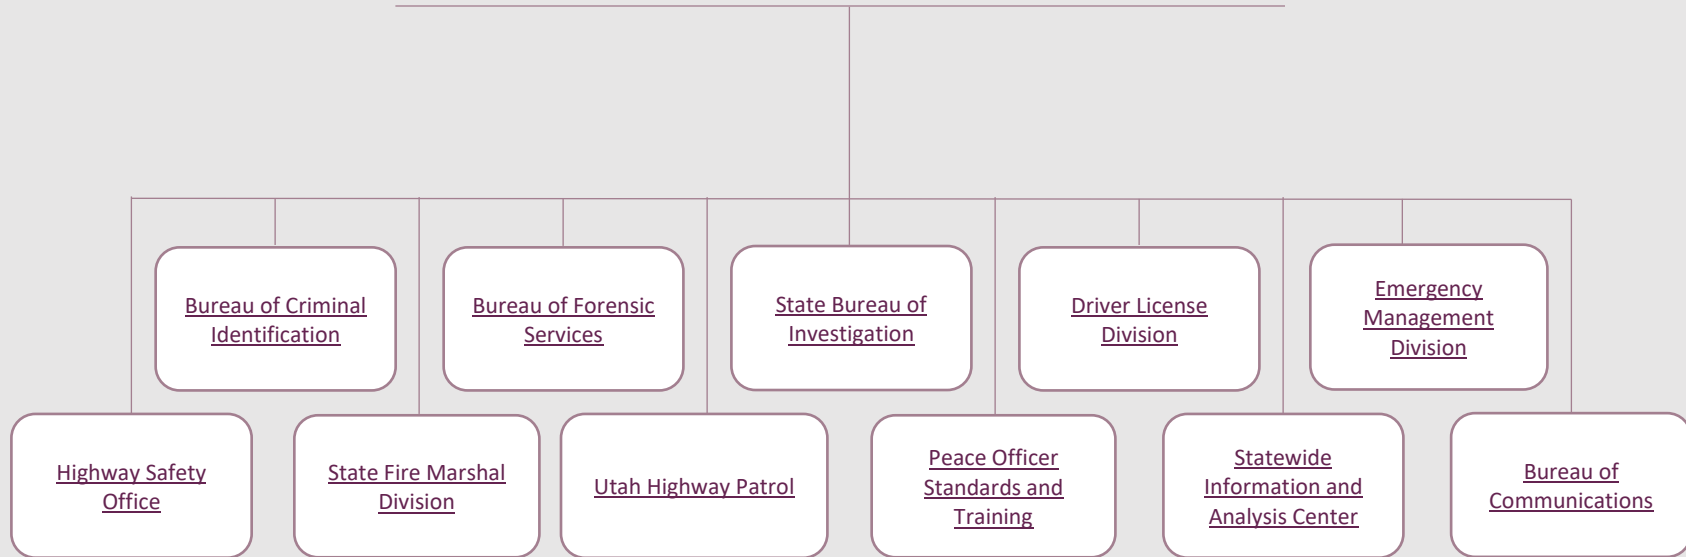 Bureau of Criminal
Identification
Bureau of Forensic
Services
State Bureau of
Investigation
Driver License
Division
Emergency
Management
Division
Highway Safety
Office
State Fire Marshal
Division
Utah Highway Patrol
Peace Officer
Standards and
Training
Statewide
Information and
Analysis Center
Bureau of
Communications